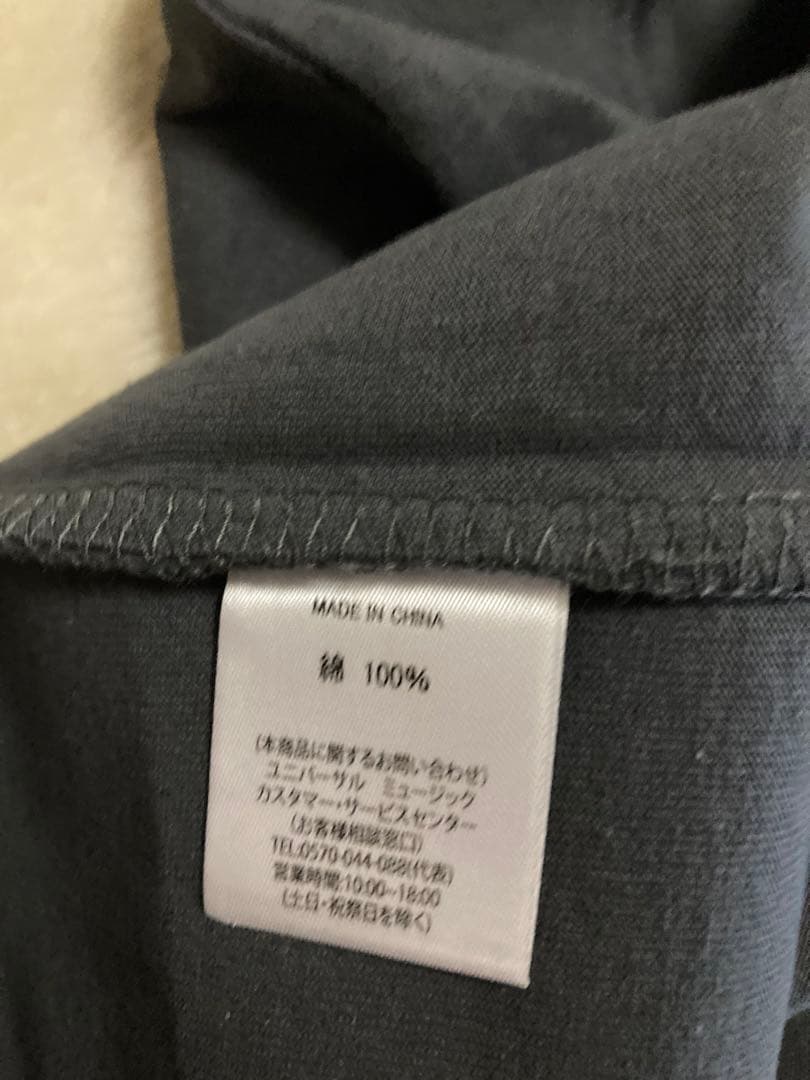 MADE IN CHINA
綿 100%
(本商品に関するお問い合わせ)
ユニバーサル ミュージック
カスタマー・サービスセンター
(お客様相談窓口)
TEL.0570-044-088(代表)
営業時間:10:00~18:00
(土日・祝祭日を除く)